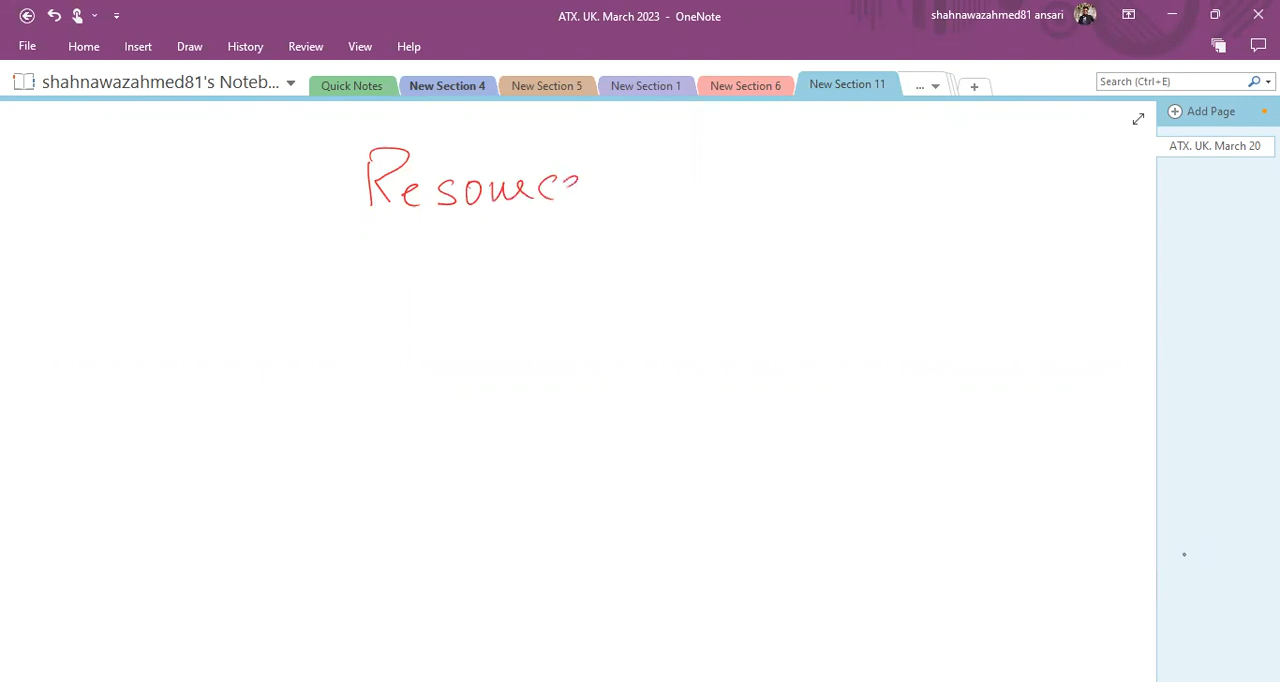 ATX. UK. March 2023 - OneNote
shahnawazahmed81 ansari
File Home Insert Draw History Review View Help
shahnawazahmed81's Noteb...
Quick Notes
New Section 4
New Section 5
New Section 1
New Section 6
New Section 11
...
Search (Ctrl+E)
Add Page
ATX. UK. March 20